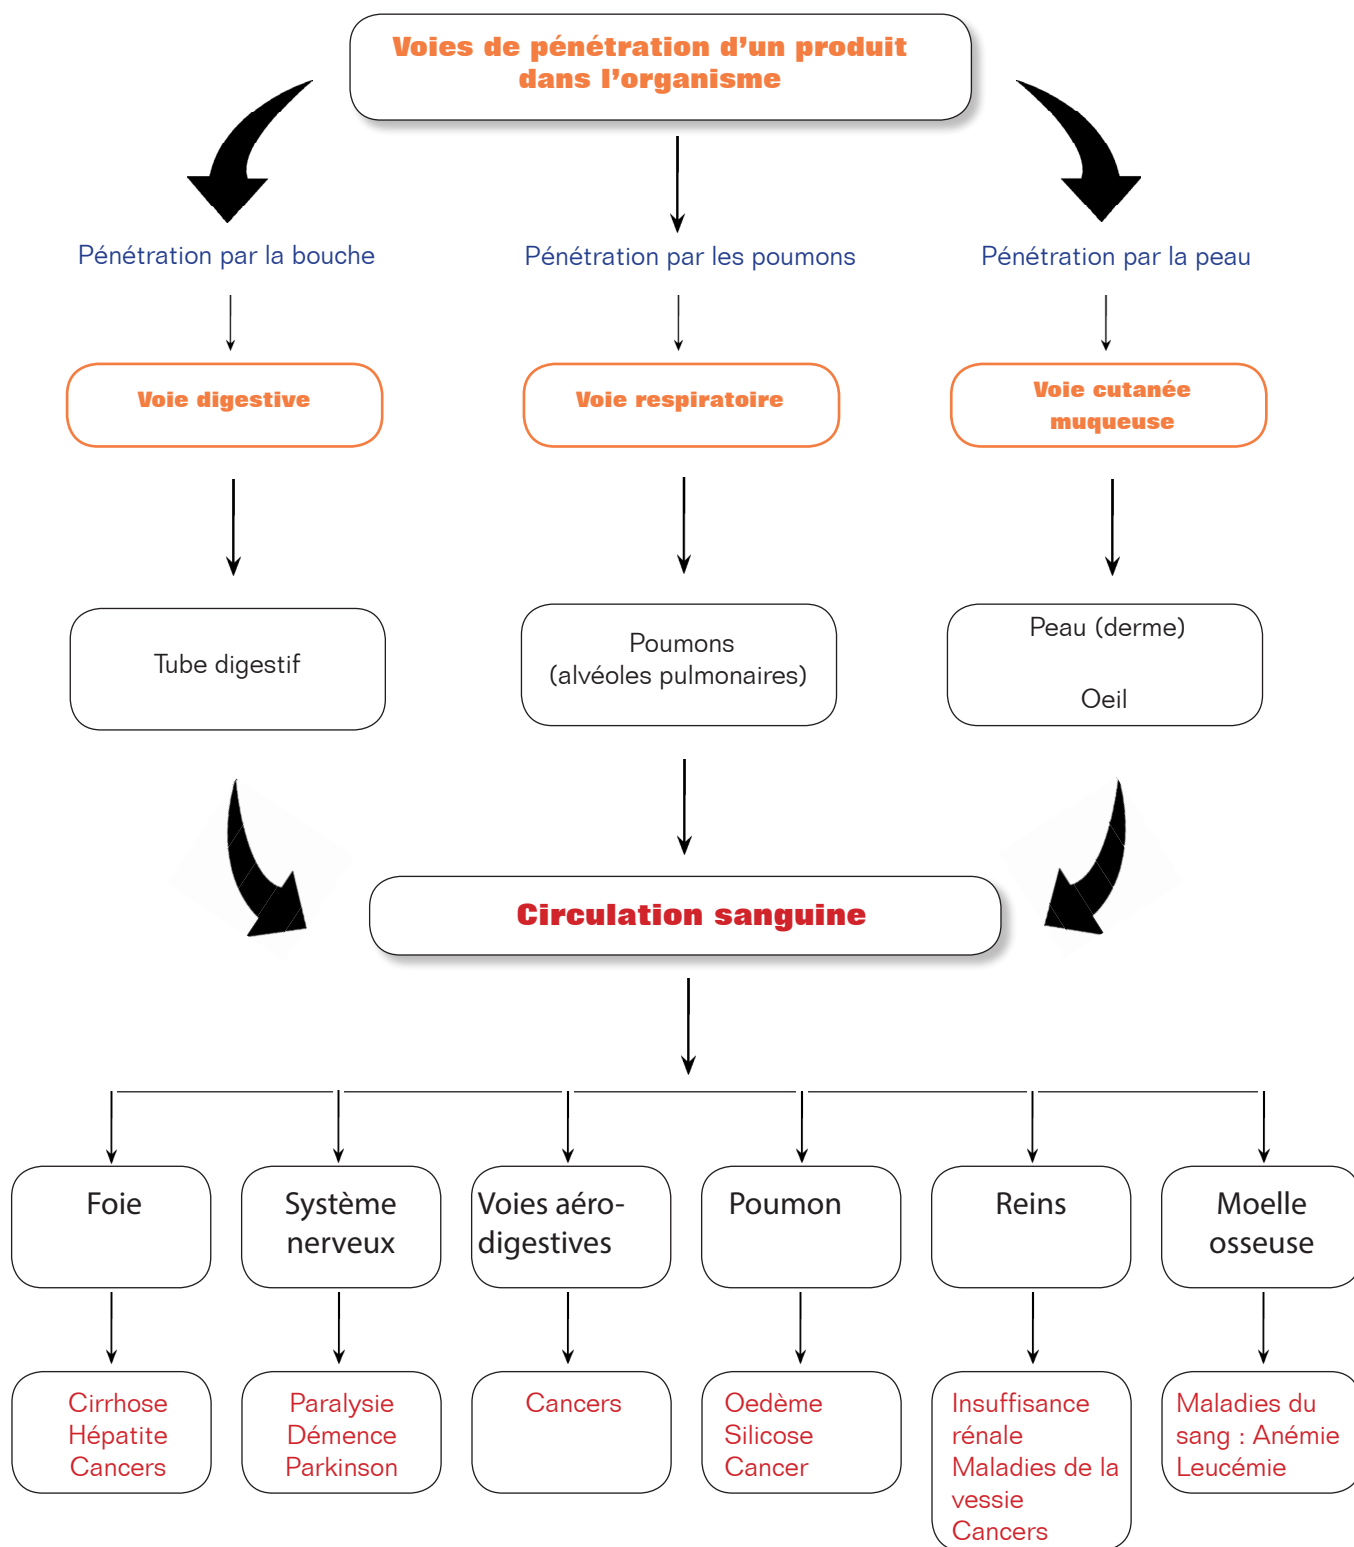 Voies de pénétration d’un produit
dans l’organisme
Pénétration par la bouche
Pénétration par les poumons
Pénétration par la peau
Voie digestive
Voie respiratoire
Voie cutanée
muqueuse
Tube digestif
Poumons
(alvéoles pulmonaires)
Peau (derme)
Oeil
Circulation sanguine
Foie
Système
nerveux
Voies aéro-
digestives
Poumon
Reins
Moelle
osseuse
Cirrhose
Hépatite
Cancers
Paralysie
Démence
Parkinson
Cancers
Oedème
Silicose
Cancer
Insuffisance
rénale
Maladies de la
vessie
Cancers
Maladies du
sang : Anémie
Leucémie